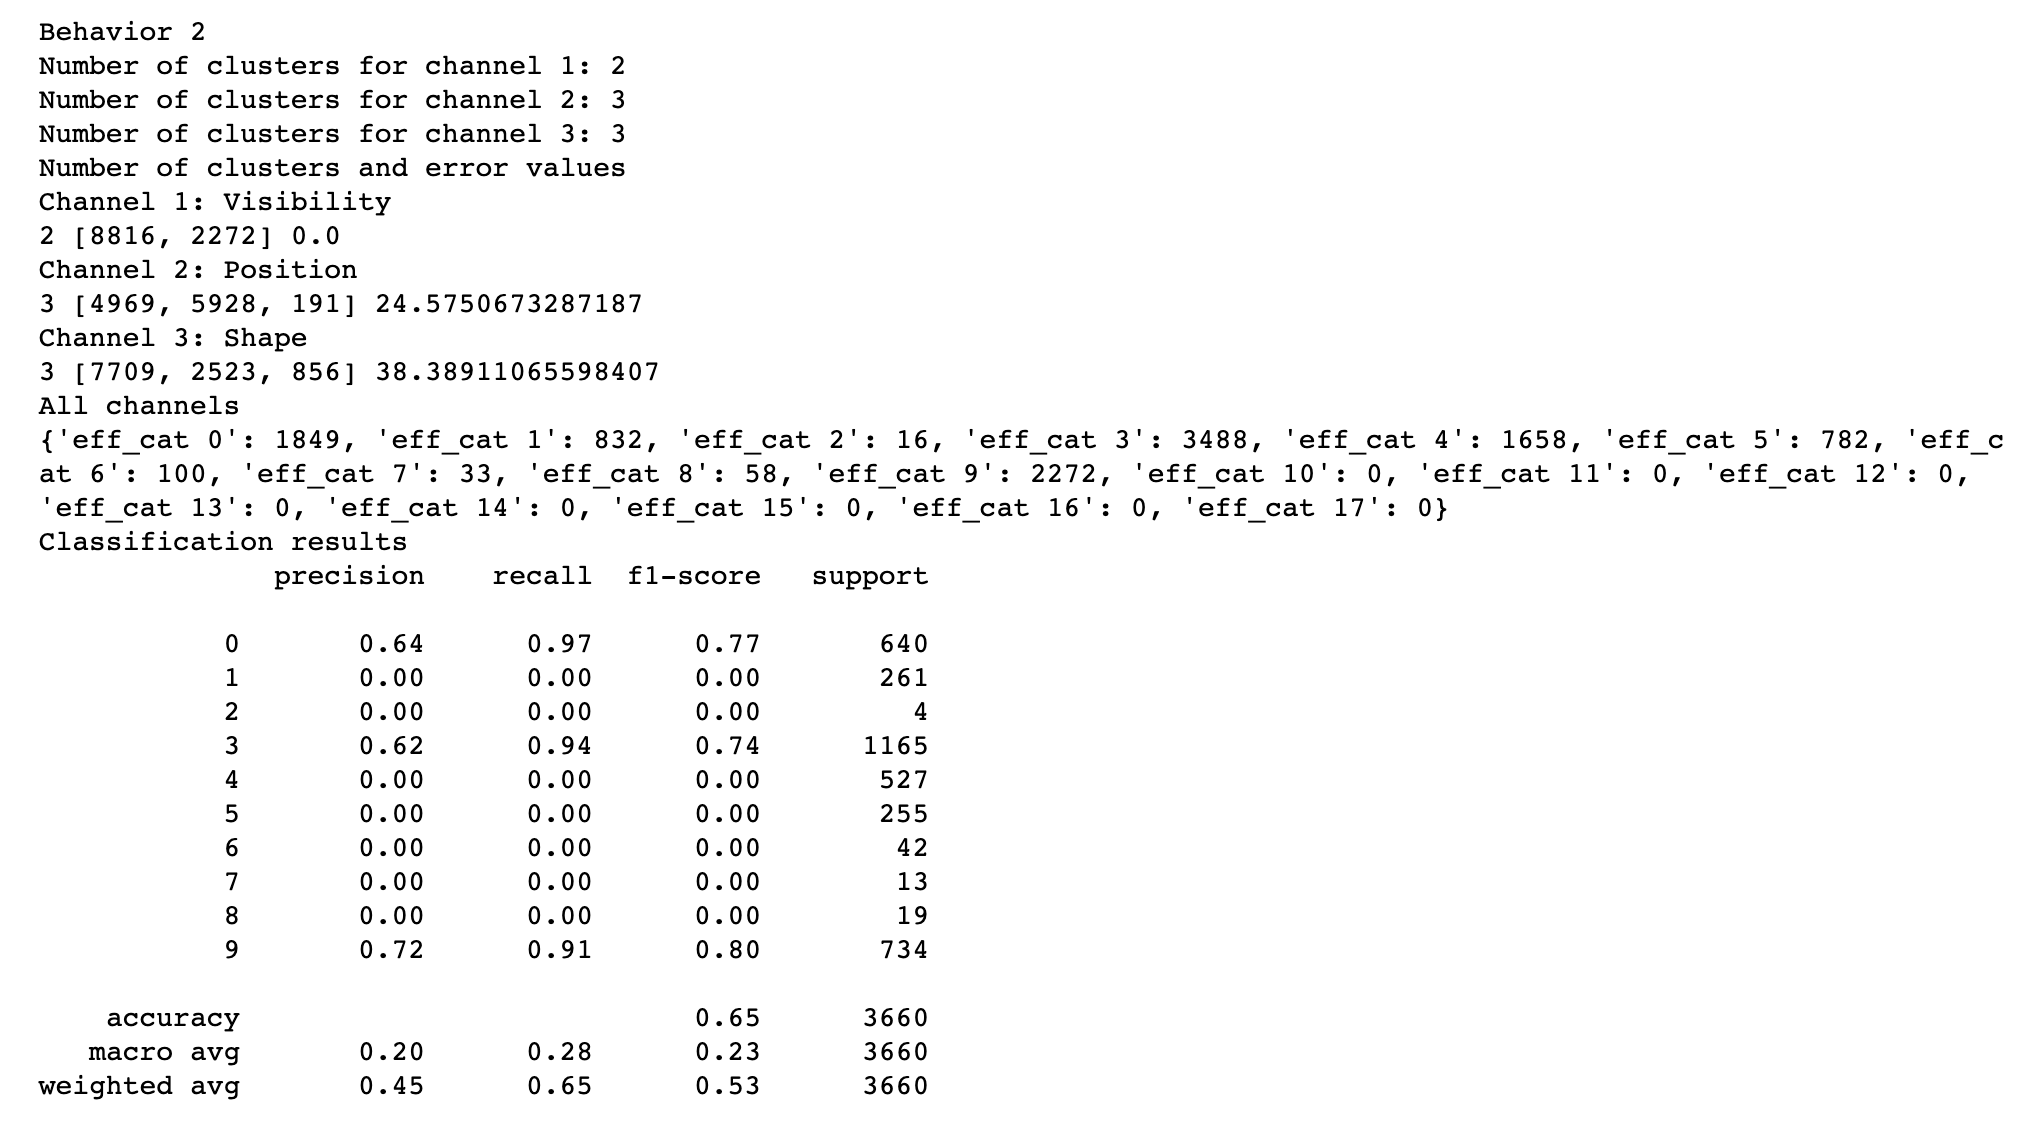 Behavior 2
Number of clusters for channel 1: 2
Number of clusters for channel 2: 3
Number of clusters for channel 3: 3
Number of clusters and error values
Channel 1: Visibility
2 [8816, 2272] 0.0
Channel 2: Position
3 [4969, 5928, 191] 24.5750673287187
Channel 3: Shape
3 [7709, 2523, 856] 38.38911065598407
All channels
{'eff_cat 0': 1849, 'eff_cat 1': 832, 'eff_cat 2': 16, 'eff_cat 3': 3488, 'eff_cat 4': 1658, 'eff_cat 5': 782, 'eff_c
at 6': 100, 'eff_cat 7': 33, 'eff_cat 8': 58, 'eff_cat 9': 2272, 'eff_cat 10': 0, 'eff_cat 11': 0, 'eff_cat 12': 0,
'eff_cat 13': 0, 'eff_cat 14': 0, 'eff_cat 15': 0, 'eff_cat 16': 0, 'eff_cat 17': 0}
Classification results
              precision    recall  f1-score   support

           0       0.64      0.97      0.77       640
           1       0.00      0.00      0.00       261
           2       0.00      0.00      0.00         4
           3       0.62      0.94      0.74      1165
           4       0.00      0.00      0.00       527
           5       0.00      0.00      0.00       255
           6       0.00      0.00      0.00        42
           7       0.00      0.00      0.00        13
           8       0.00      0.00      0.00        19
           9       0.72      0.91      0.80       734

    accuracy                           0.65      3660
   macro avg       0.20      0.28      0.23      3660
weighted avg       0.45      0.65      0.53      3660